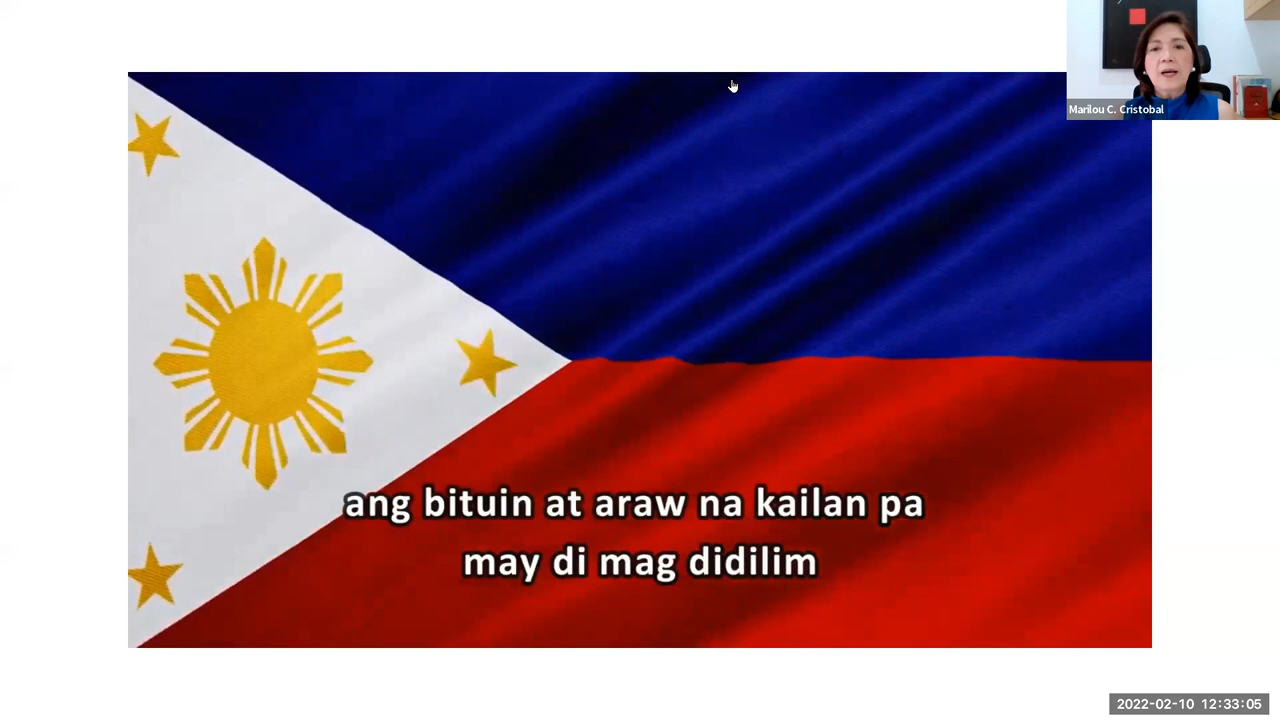 Marilou C. Cristobal
ang bituin at araw na kailan pa
may di mag didilim
2022-02-10 12:33:05